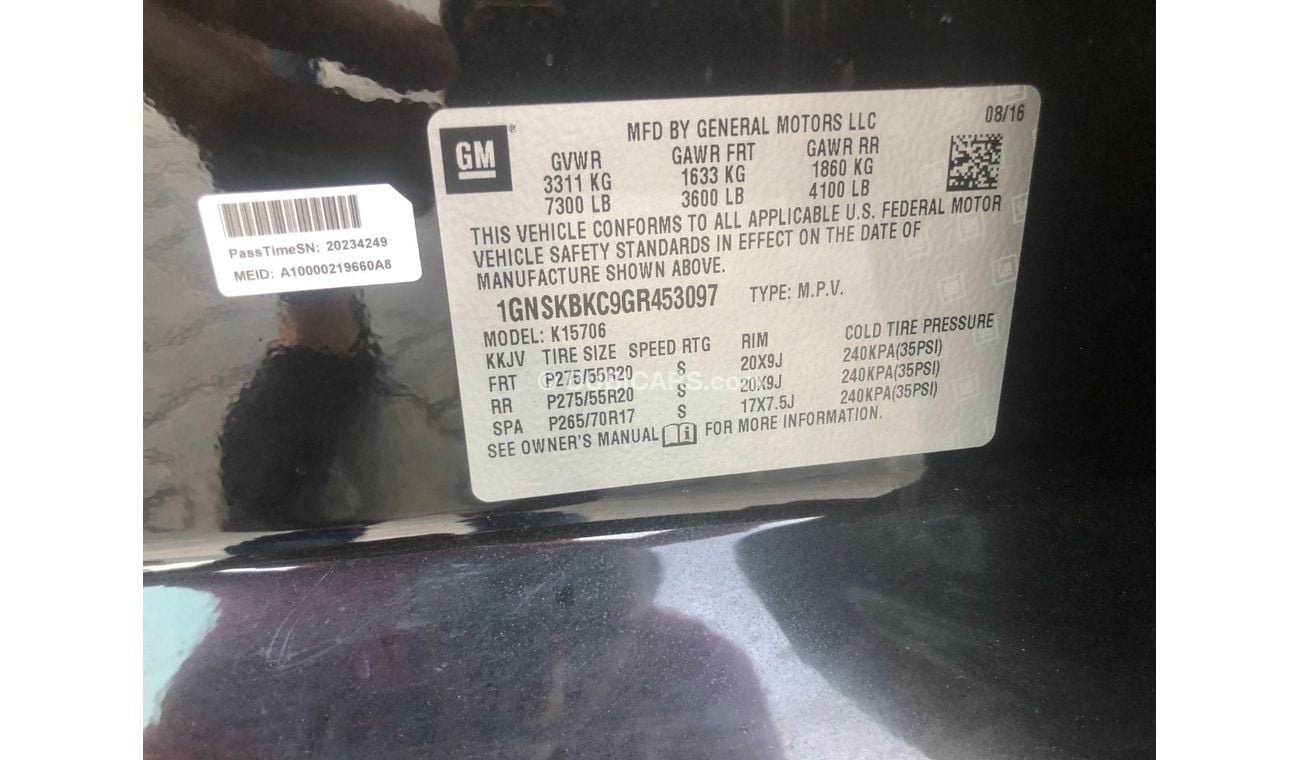 PassTimeSN: 20234249
MEID: A10000219660A8
GM
®
MFD BY GENERAL MOTORS LLC
08/16
GVWR GAWR FRT GAWR RR
3311 KG 1633 KG 1860 KG
7300 LB 3600 LB 4100 LB
THIS VEHICLE CONFORMS TO ALL APPLICABLE U.S. FEDERAL MOTOR
VEHICLE SAFETY STANDARDS IN EFFECT ON THE DATE OF
MANUFACTURE SHOWN ABOVE.
1GNSKBKC9GR453097 TYPE: M.P.V.
MODEL: K15706
KKJV TIRE SIZE SPEED RTG RIM COLD TIRE PRESSURE
FRT P275/55R20 S 20X9J 240KPA(35PSI)
RR P275/55R20 S 20X9J 240KPA(35PSI)
SPA P265/70R17 S 17X7.5J 240KPA(35PSI)
SEE OWNER'S MANUAL FOR MORE INFORMATION.